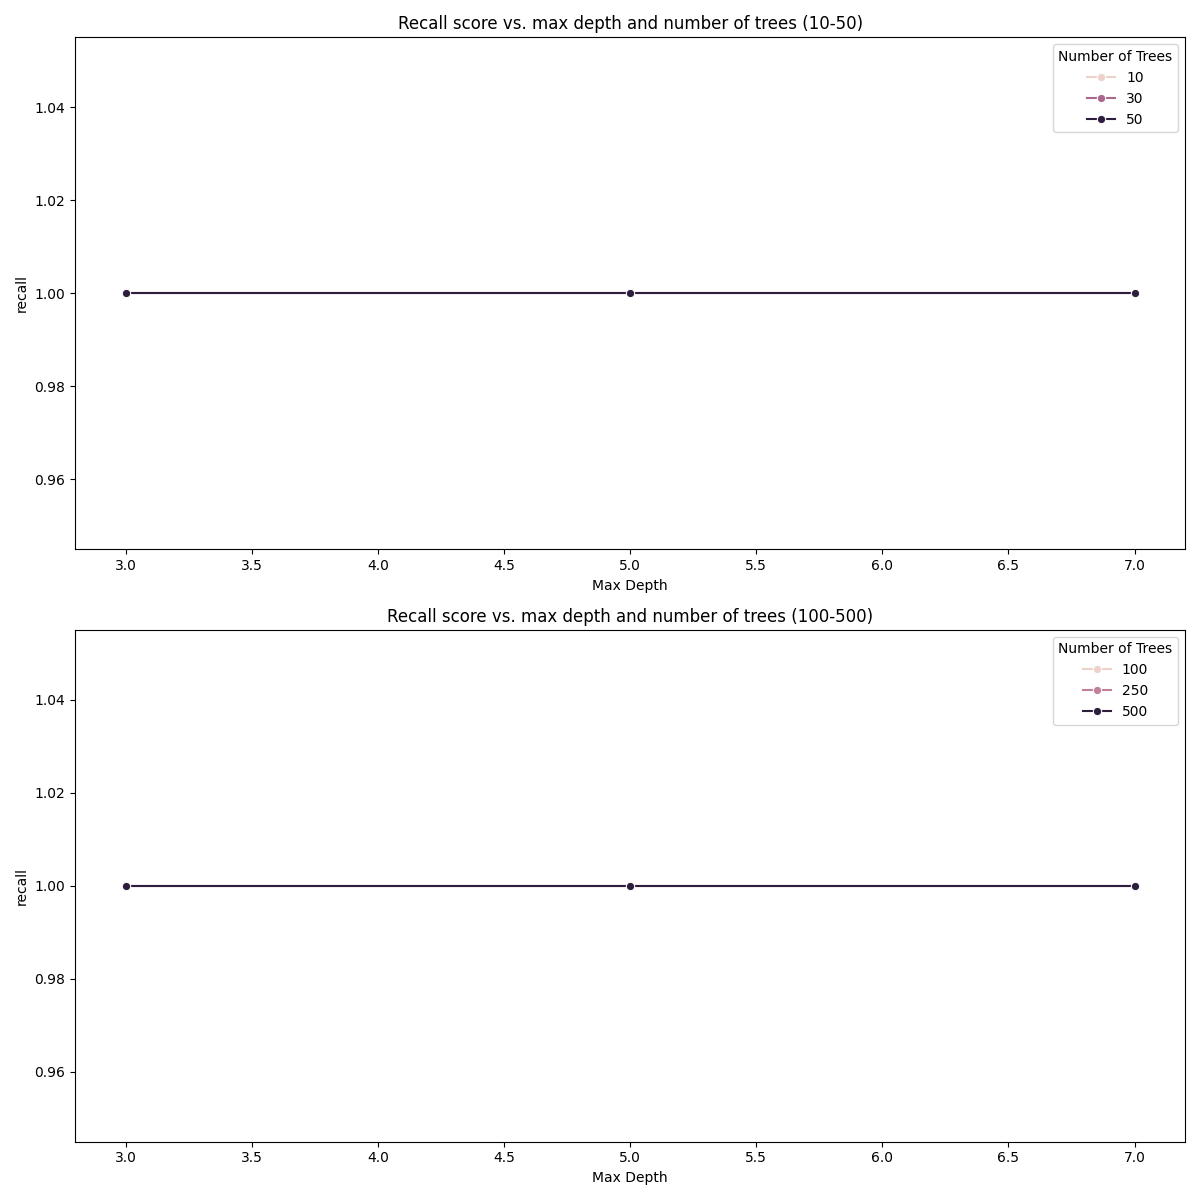 Recall score vs. max depth and number of trees (10-50)
Number of Trees
10
30
50
1.04
1.02
1.00
0.98
0.96
recall
3.0 3.5 4.0 4.5 5.0 5.5 6.0 6.5 7.0
Max Depth
Recall score vs. max depth and number of trees (100-500)
Number of Trees
100
250
500
1.04
1.02
1.00
0.98
0.96
recall
3.0 3.5 4.0 4.5 5.0 5.5 6.0 6.5 7.0
Max Depth